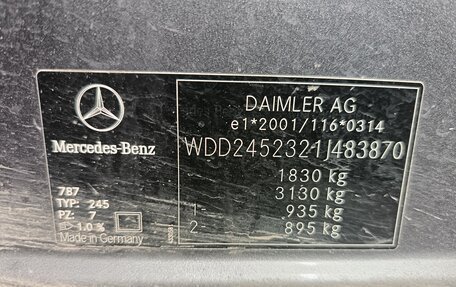 DAIMLER AG
e1*2001/116*0314
Mercedes-Benz
WDD2452321J483870
1830 kg
3130 kg
1- 935 kg
2 895 kg
787
TYP: 245
PZ: 7
1.0 %
Made in Germany